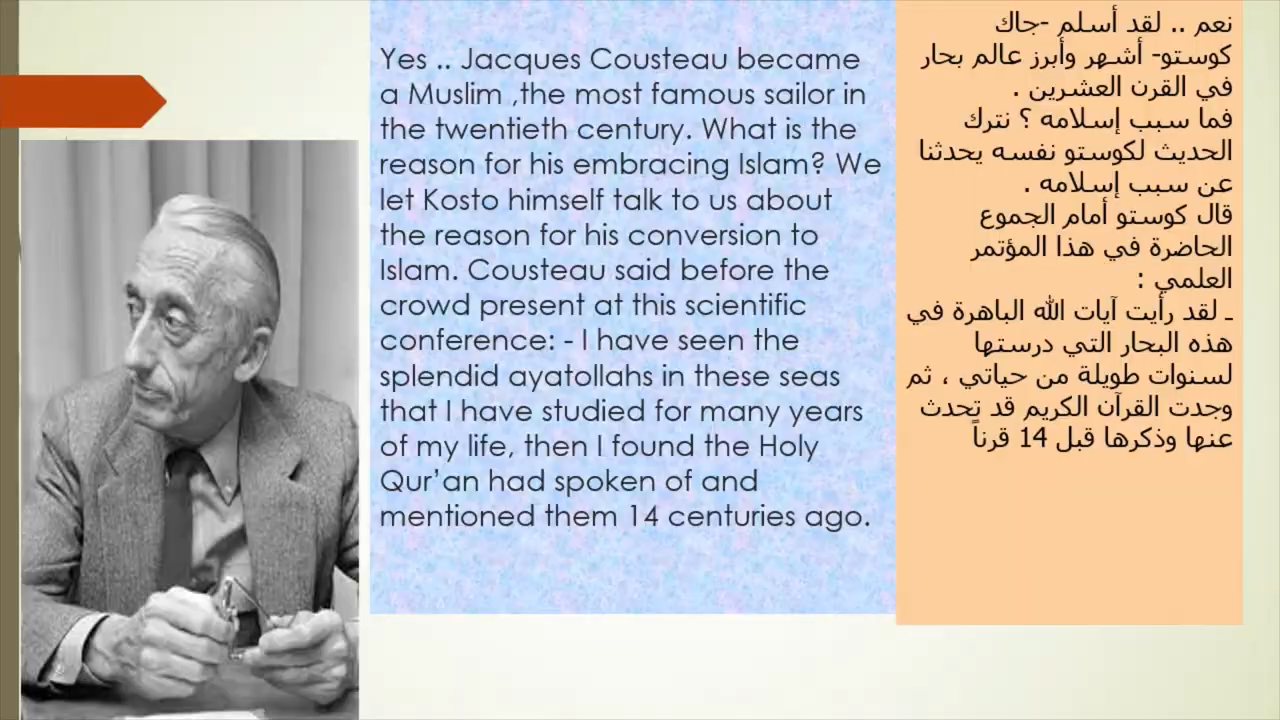 Yes .. Jacques Cousteau became
a Muslim ,the most famous sailor in
the twentieth century. What is the
reason for his embracing Islam? We
let Kosto himself talk to us about
the reason for his conversion to
Islam. Cousteau said before the
crowd present at this scientific
conference: - I have seen the
splendid ayatollahs in these seas
that I have studied for many years
of my life, then I found the Holy
Qur’an had spoken of and
mentioned them 14 centuries ago.
نعم .. لقد أسلم -جاك
كوستو- أشهر وأبرز عالم بحار
في القرن العشرين .
فما سبب إسلامه ؟ نترك
الحديث لكوستو نفسه يحدثنا
عن سبب إسلامه .
قال كوستو أمام الجموع
الحاضرة في هذا المؤتمر
العلمي :
ـ لقد رأيت آيات الله الباهرة في
هذه البحار التي درستها
لسنوات طويلة من حياتي ، ثم
وجدت القرآن الكريم قد تحدث
عنها وذكرها قبل 14 قرناً